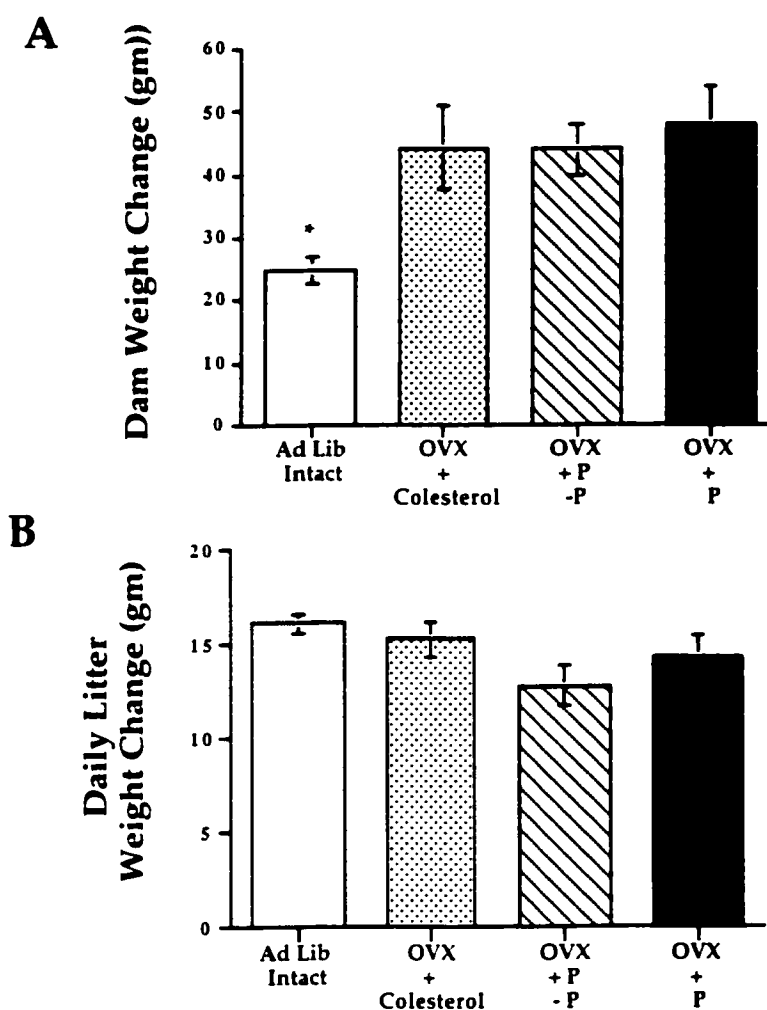 A
Dam Weight Change (gm))
60
50
40
30
20
10
0
*
Ad Lib
Intact
OVX
+
Colesterol
OVX
+ P
-P
OVX
+
P
B
Daily Litter
Weight Change (gm)
20
15
10
5
0
Ad Lib
Intact
OVX
+
Colesterol
OVX
+ P
- P
OVX
+
P